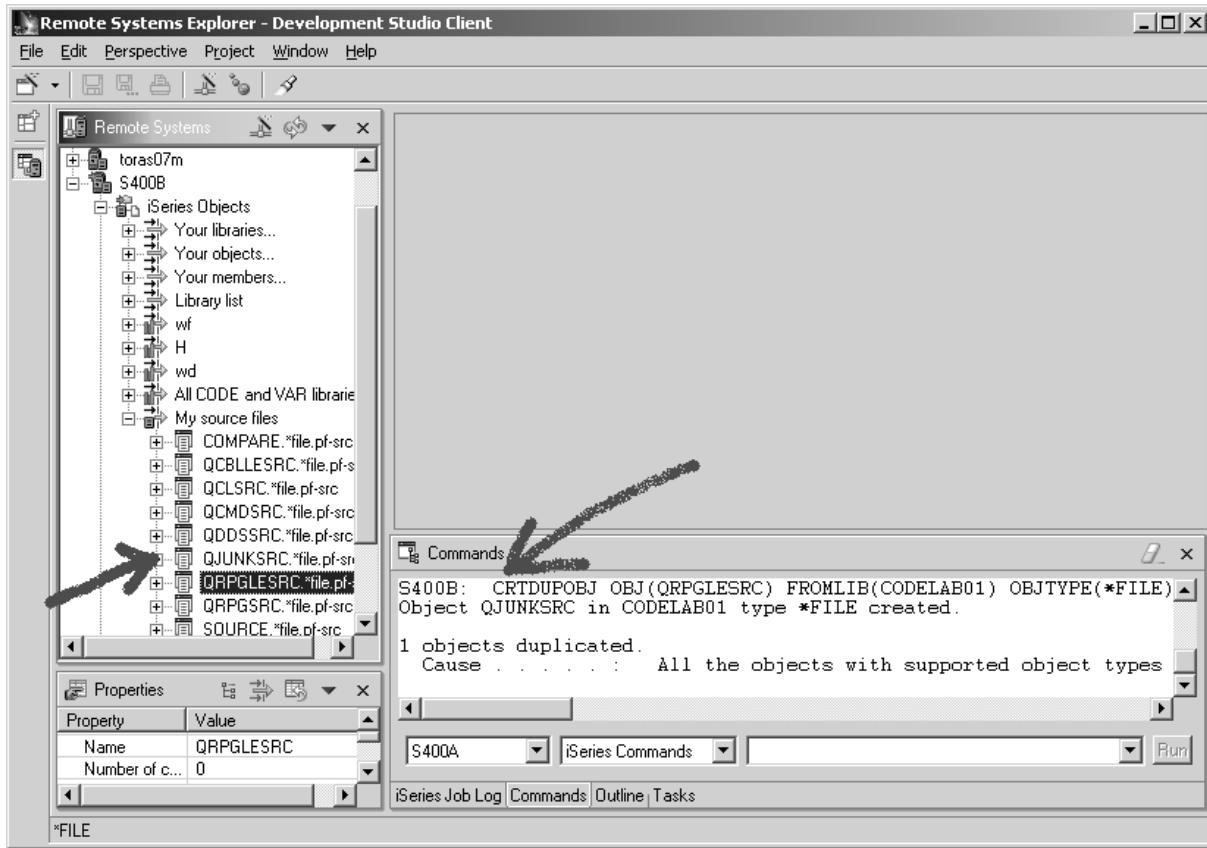 Remote Systems Explorer - Development Studio Client
File Edit Perspective Project Window Help
Remote Systems
toras07m
S400B
iSeries Objects
Your libraries...
Your objects...
Your members...
Library list
wf
H
wd
All CODE and VAR librarie
My source files
COMPARE.*file.pf-src
QCBLLESRC.*file.pf-s
QCLSRC.*file.pf-src
QCMDSRC.*file.pf-src
QDDSSRC.*file.pf-src
QJUNKSRC.*file.pf-sr
QRPGLESRC.*file.pf-
QRPGSRC.*file.pf-src
SOURCE.*file.pf-src
Properties
Property Value
Name QRPGLESRC
Number of c... 0
Commands
S400B: CRTDUPOBJ OBJ(QRPGLESRC) FROMLIB(CODELAB01) OBJTYPE(*FILE)
Object QJUNKSRC in CODELAB01 type *FILE created.
1 objects duplicated.
Cause . . . . . : All the objects with supported object types
S400A iSeries Commands Run
iSeries Job Log Commands Outline Tasks
*FILE